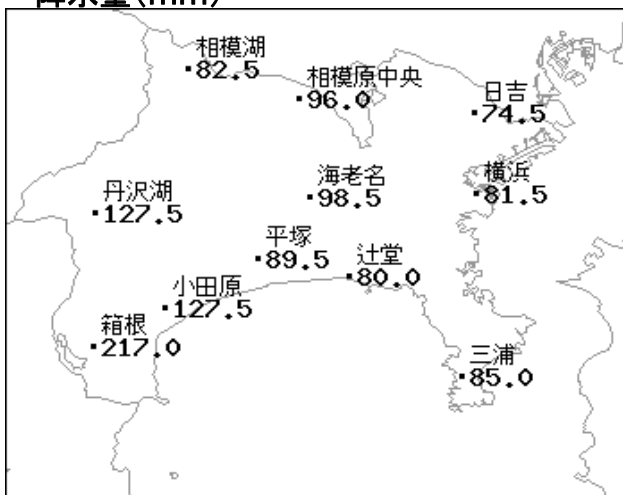 降水量(mm)
相模湖
82.5
相模原中央
96.0
日吉
74.5
海老名
98.5
横浜
81.5
丹沢湖
127.5
平塚
89.5
辻堂
80.0
小田原
127.5
箱根
217.0
三浦
85.0